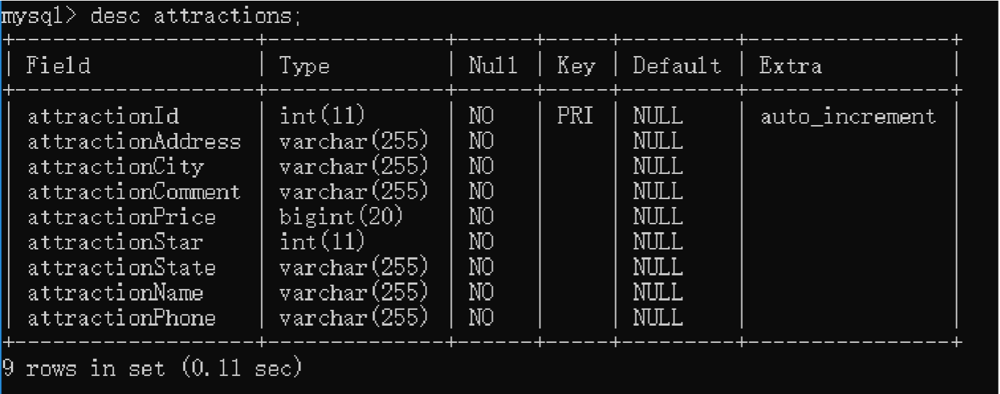 mysql> desc attractions;
+-------------------+--------------+------+-----+---------+----------------+
| Field | Type | Null | Key | Default | Extra |
+-------------------+--------------+------+-----+---------+----------------+
| attractionId | int(11) | NO | PRI | NULL | auto_increment |
| attractionAddress | varchar(255) | NO | | NULL | |
| attractionCity | varchar(255) | NO | | NULL | |
| attractionComment | varchar(255) | NO | | NULL | |
| attractionPrice | bigint(20) | NO | | NULL | |
| attractionStar | int(11) | NO | | NULL | |
| attractionState | varchar(255) | NO | | NULL | |
| attractionName | varchar(255) | NO | | NULL | |
| attractionPhone | varchar(255) | NO | | NULL | |
+-------------------+--------------+------+-----+---------+----------------+
9 rows in set (0.11 sec)